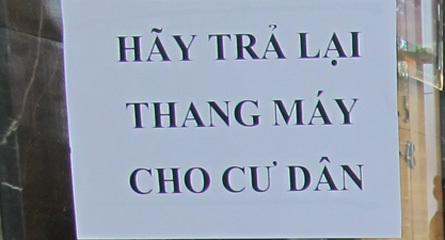 HÃY TRẢ LẠI
THANG MÁY
CHO CƯ DÂN